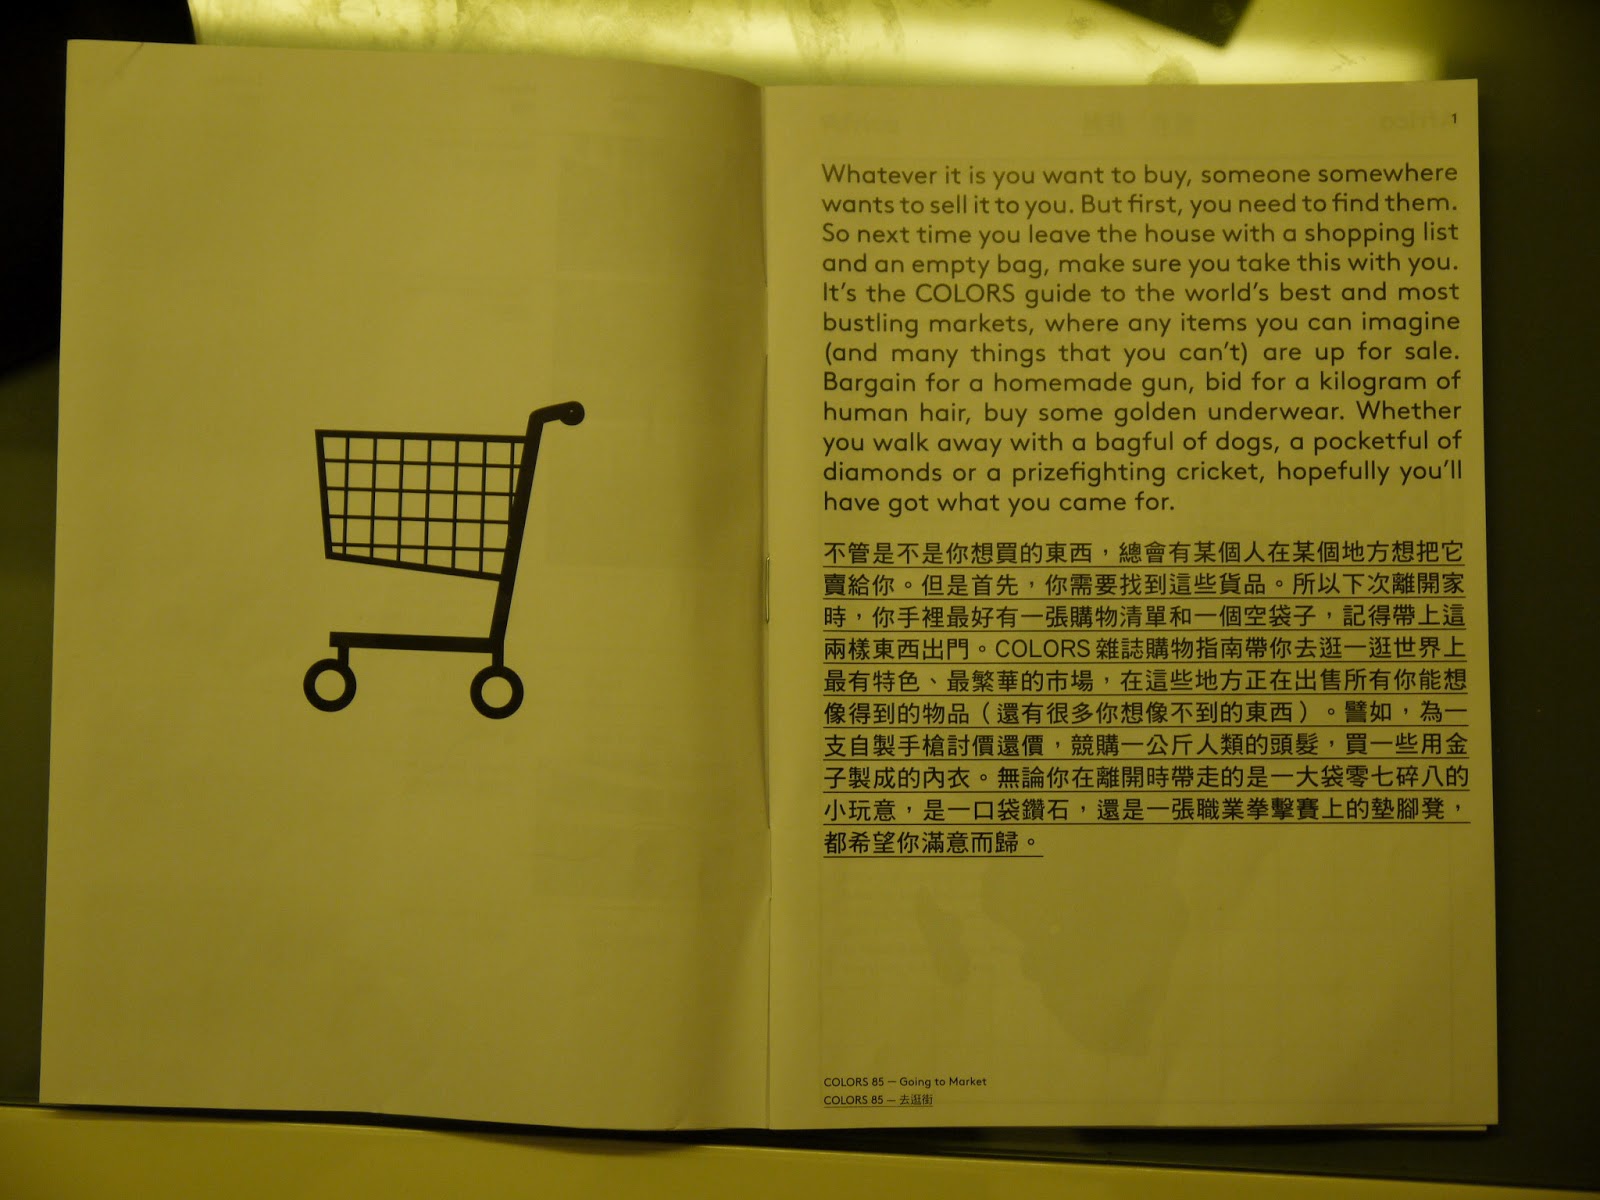 1
Whatever it is you want to buy, someone somewhere
wants to sell it to you. But first, you need to find them.
So next time you leave the house with a shopping list
and an empty bag, make sure you take this with you.
It's the COLORS guide to the world's best and most
bustling markets, where any items you can imagine
(and many things that you can't) are up for sale.
Bargain for a homemade gun, bid for a kilogram of
human hair, buy some golden underwear. Whether
you walk away with a bagful of dogs, a pocketful of
diamonds or a prizefighting cricket, hopefully you'll
have got what you came for.
不管是不是你想買的東西，總會有某個人在某個地方想把它
賣給你。但是首先，你需要找到這些貨品。所以下次離開家
時，你手裡最好有一張購物清單和一個空袋子，記得帶上這
兩樣東西出門。COLORS雜誌購物指南帶你去逛一逛世界上
最有特色、最繁華的市場，在這些地方正在出售所有你能想
像得到的物品（還有很多你想像不到的東西）。譬如，為一
支自製手槍討價還價，競購一公斤人類的頭髮，買一些用金
子製成的內衣。無論你在離開時帶走的是一大袋零七碎八的
小玩意，是一口袋鑽石，還是一張職業拳擊賽上的墊腳凳，
都希望你滿意而歸。
COLORS 85 — Going to Market
COLORS 85 — 去逛街